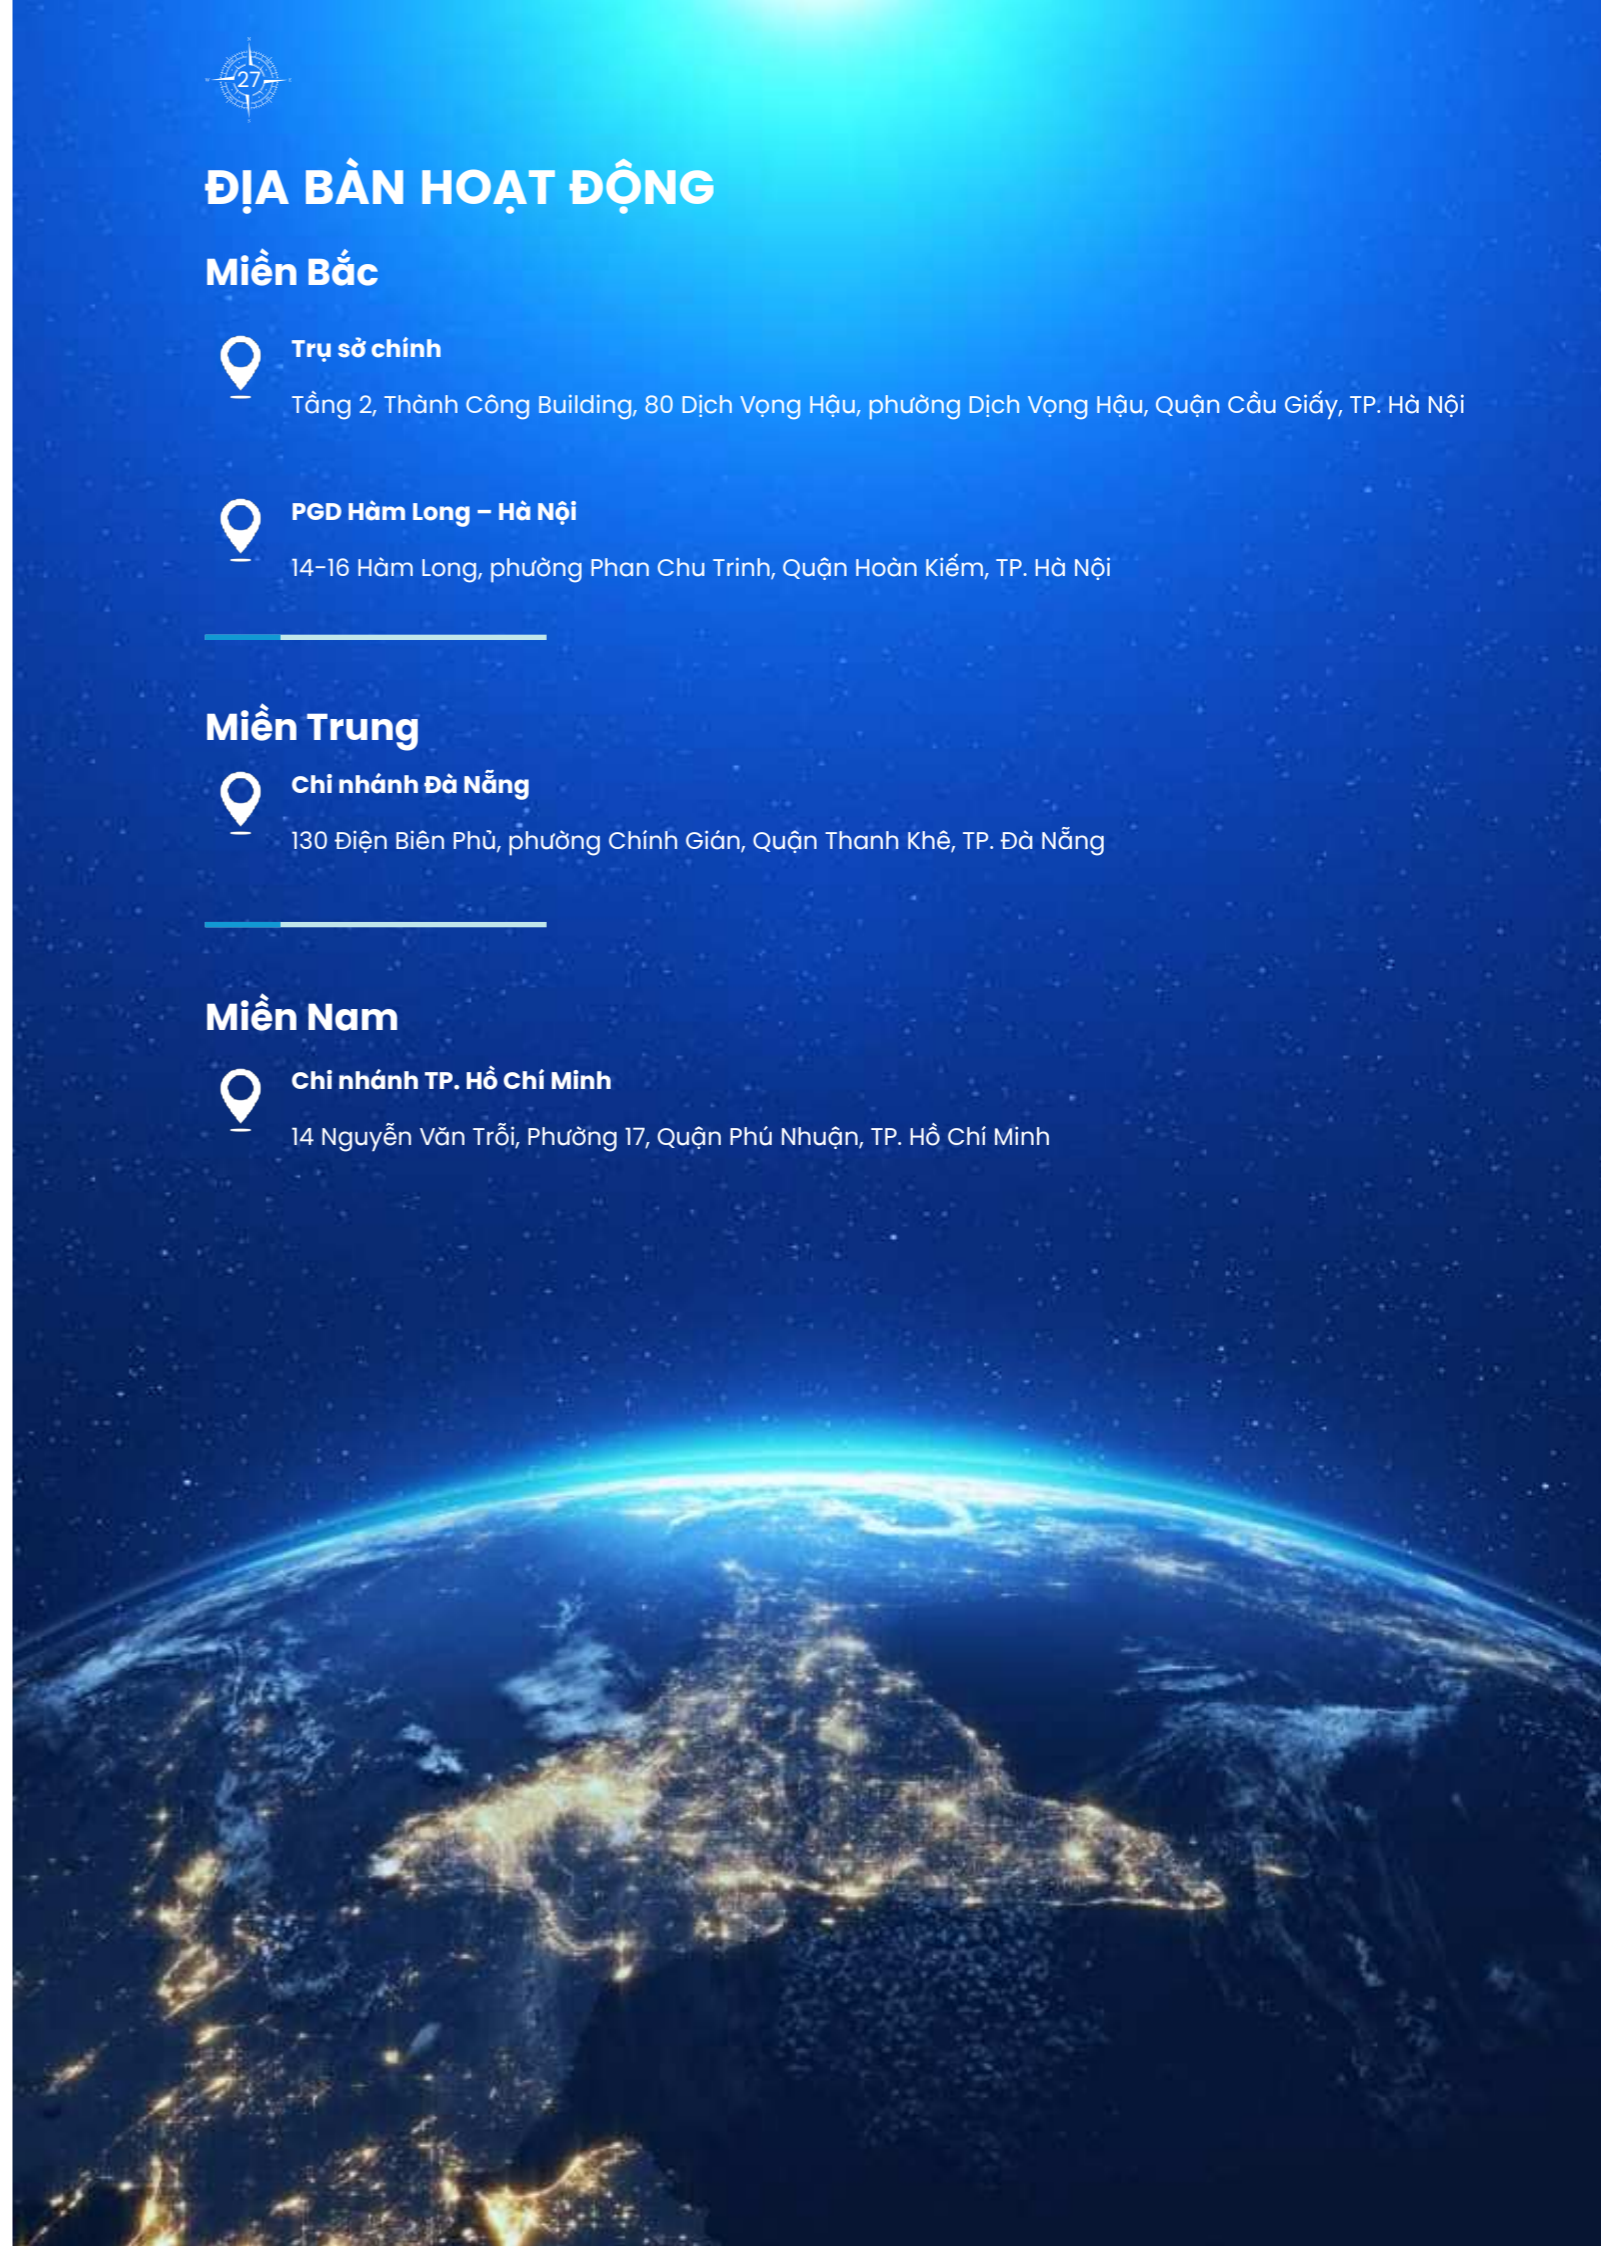 27
ĐỊA BÀN HOẠT ĐỘNG
Miền Bắc
Trụ sở chính
Tầng 2, Thành Công Building, 80 Dịch Vọng Hậu, phường Dịch Vọng Hậu, Quận Cầu Giấy, TP. Hà Nội
PGD Hàm Long – Hà Nội
14-16 Hàm Long, phường Phan Chu Trinh, Quận Hoàn Kiếm, TP. Hà Nội
Miền Trung
Chi nhánh Đà Nẵng
130 Điện Biên Phủ, phường Chính Gián, Quận Thanh Khê, TP. Đà Nẵng
Miền Nam
Chi nhánh TP. Hồ Chí Minh
14 Nguyễn Văn Trỗi, Phường 17, Quận Phú Nhuận, TP. Hồ Chí Minh